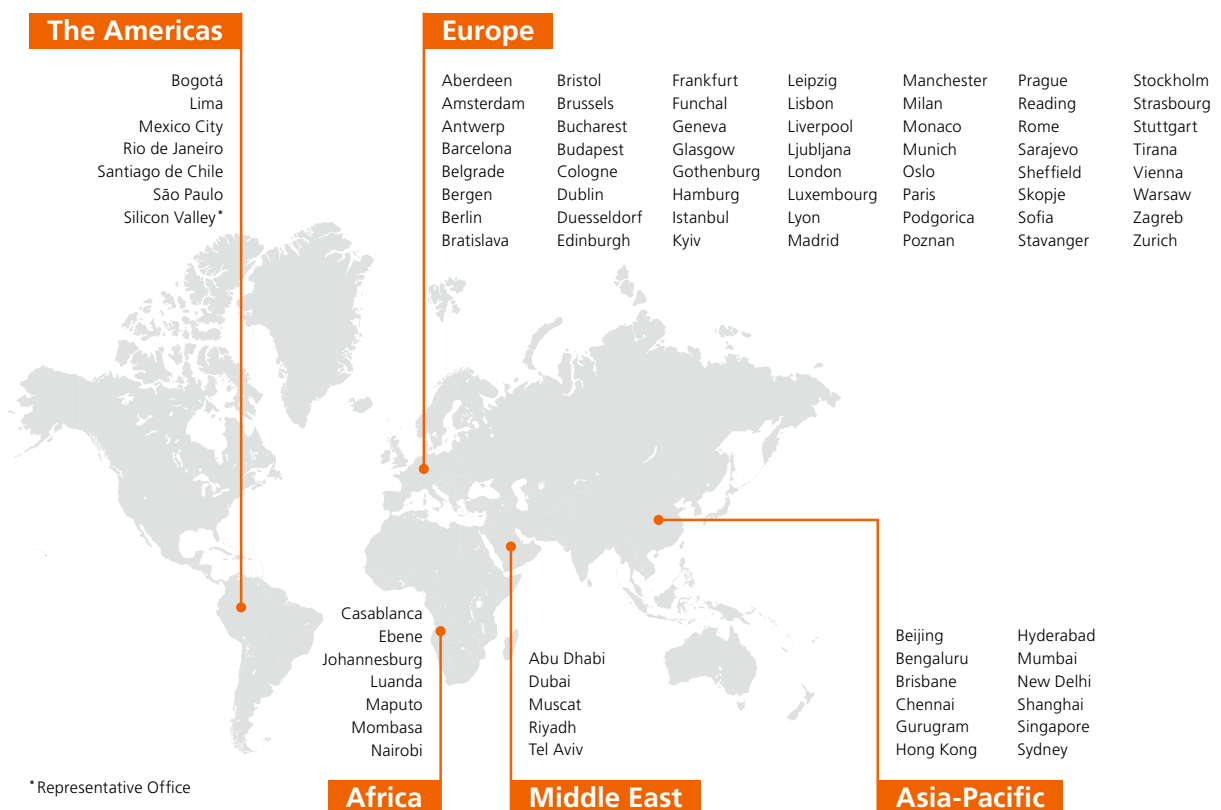 The Americas
Bogotá
Lima
Mexico City
Rio de Janeiro
Santiago de Chile
São Paulo
Silicon Valley*
Europe
Aberdeen
Amsterdam
Antwerp
Barcelona
Belgrade
Bergen
Berlin
Bratislava
Bristol
Brussels
Bucharest
Budapest
Cologne
Dublin
Duesseldorf
Edinburgh
Frankfurt
Funchal
Geneva
Glasgow
Gothenburg
Hamburg
Istanbul
Kyiv
Leipzig
Lisbon
Liverpool
Ljubljana
London
Luxembourg
Lyon
Madrid
Manchester
Milan
Monaco
Munich
Oslo
Paris
Podgorica
Poznan
Prague
Reading
Rome
Sarajevo
Sheffield
Skopje
Sofia
Stavanger
Stockholm
Strasbourg
Stuttgart
Tirana
Vienna
Warsaw
Zagreb
Zurich
Casablanca
Ebene
Johannesburg
Luanda
Maputo
Mombasa
Nairobi
Africa
Abu Dhabi
Dubai
Muscat
Riyadh
Tel Aviv
Middle East
Beijing
Bengaluru
Brisbane
Chennai
Gurugram
Hong Kong
Hyderabad
Mumbai
New Delhi
Shanghai
Singapore
Sydney
Asia-Pacific
*Representative Office